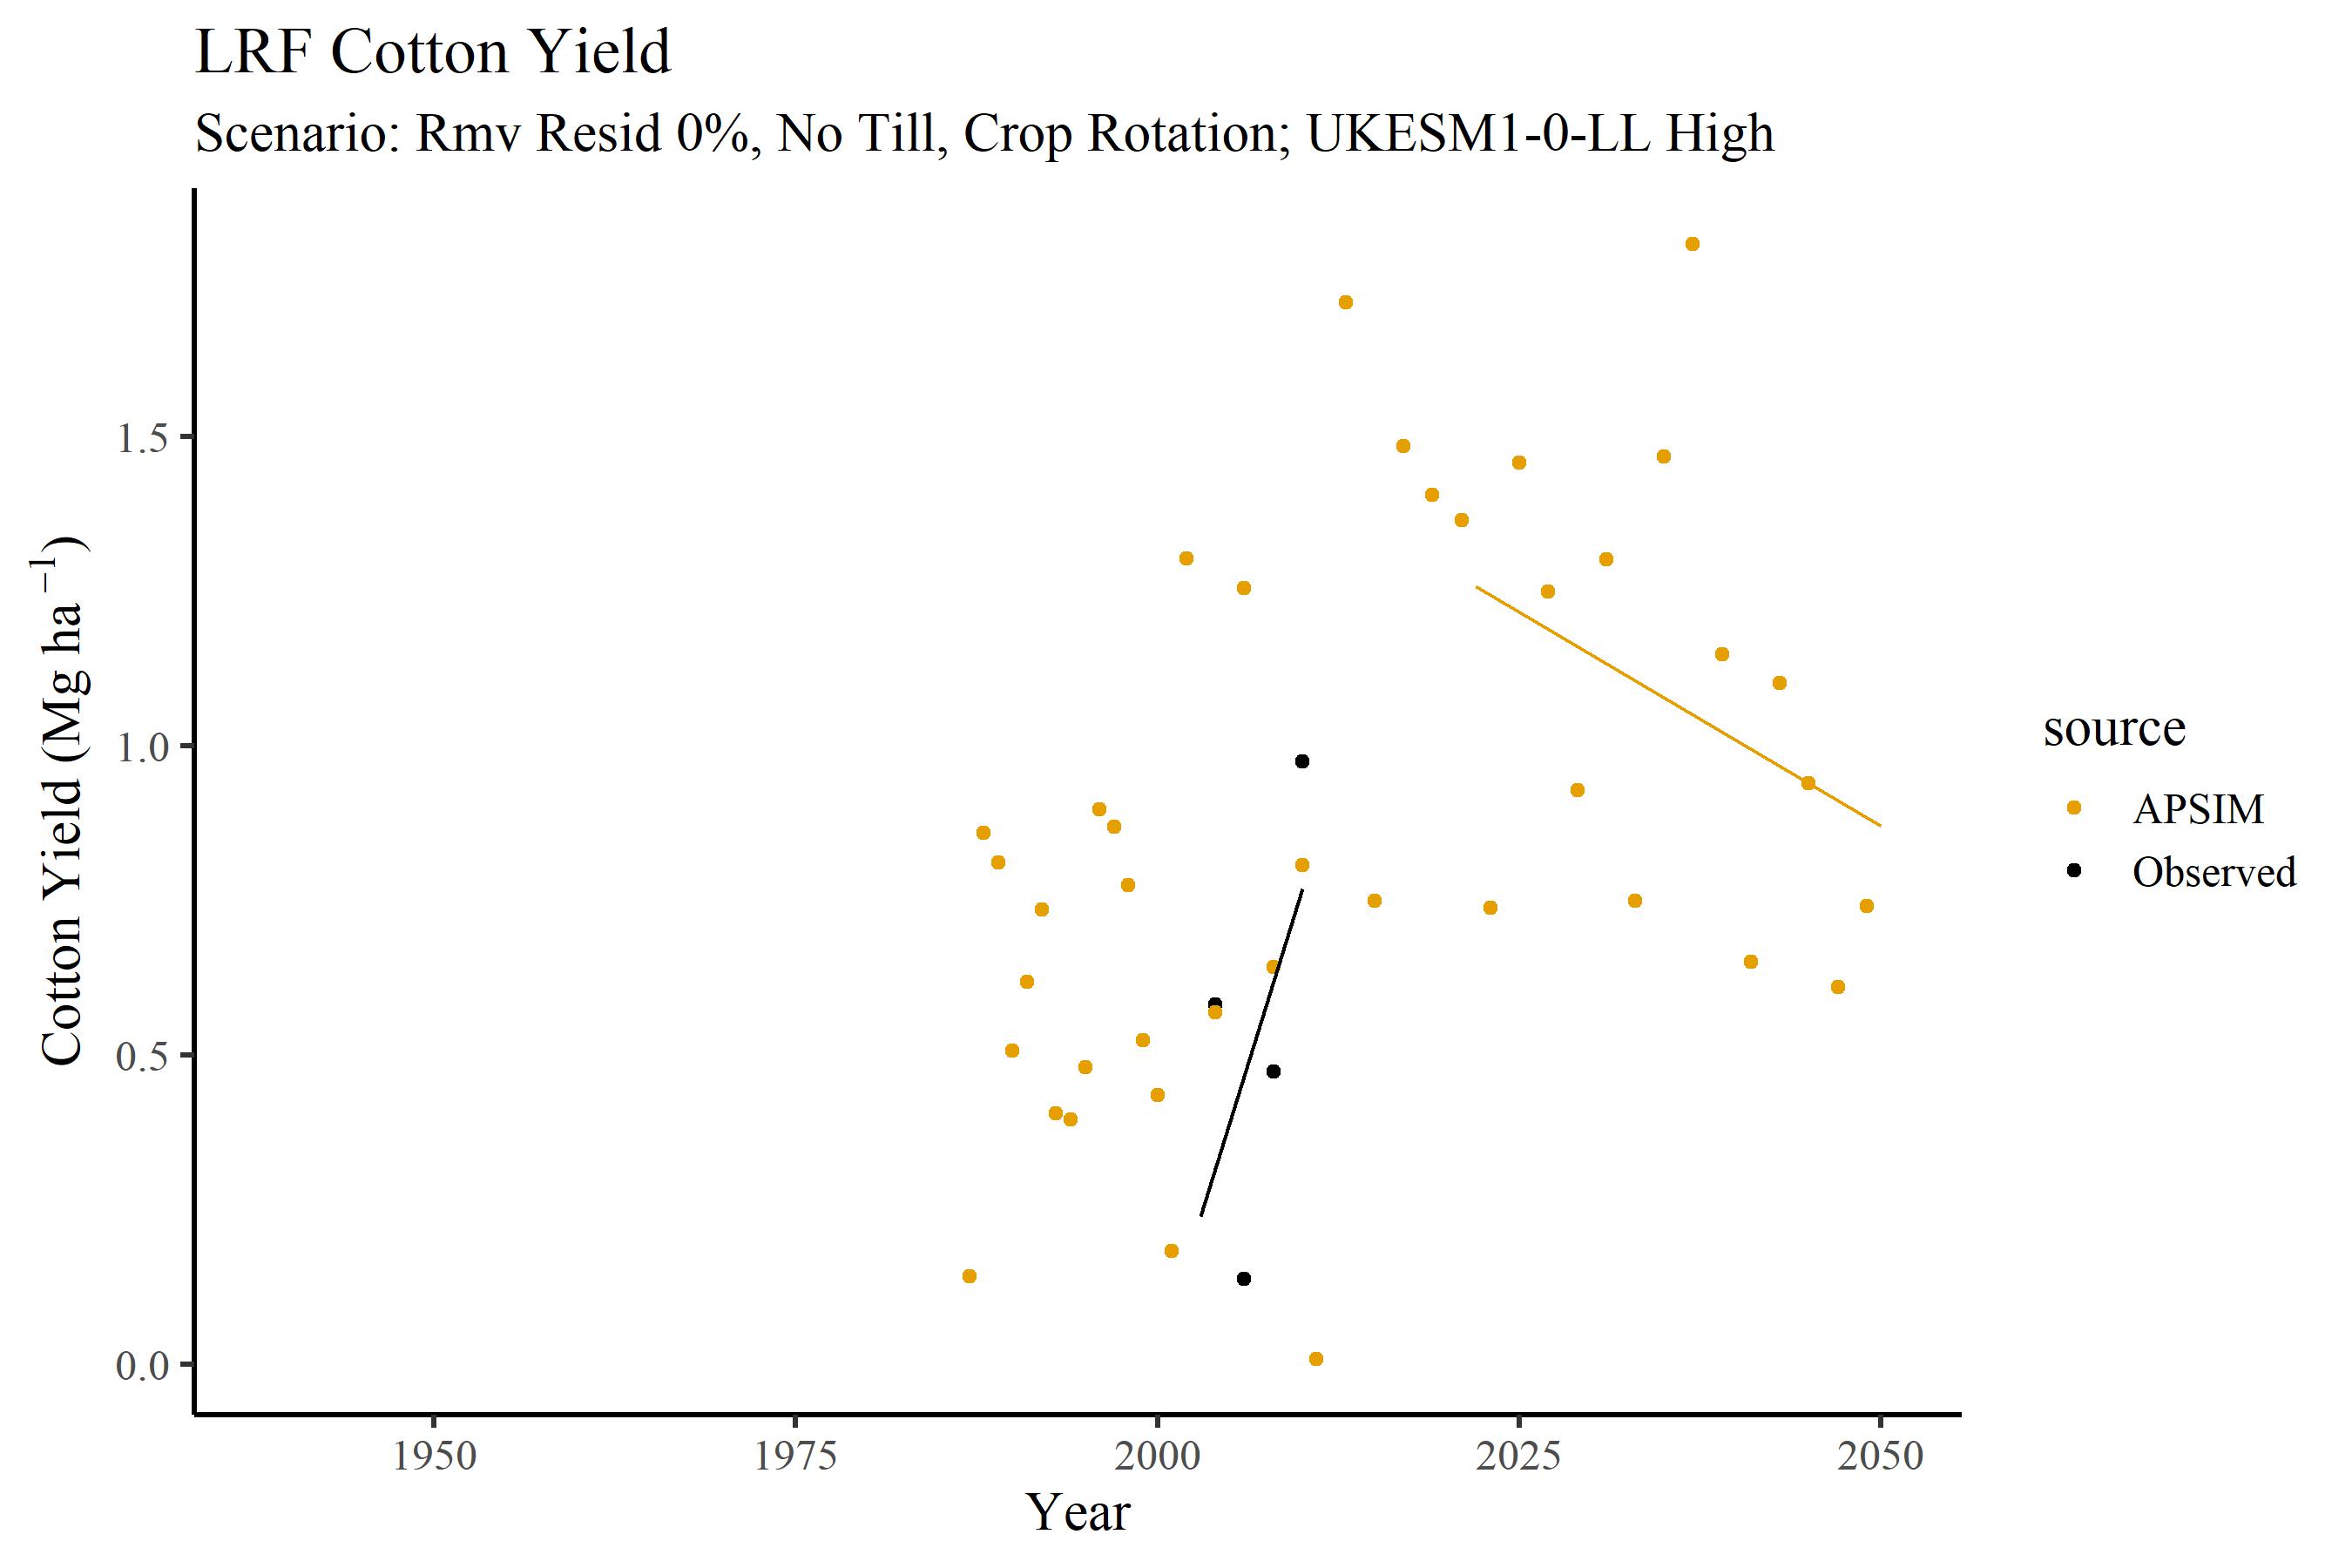 LRF Cotton Yield
Scenario: Rmv Resid 0%, No Till, Crop Rotation; UKESM1-0-LL High
Cotton Yield (Mg ha⁻¹)
1.5
1.0
0.5
0.0
1950 1975 2000 2025 2050
Year
source
APSIM
Observed